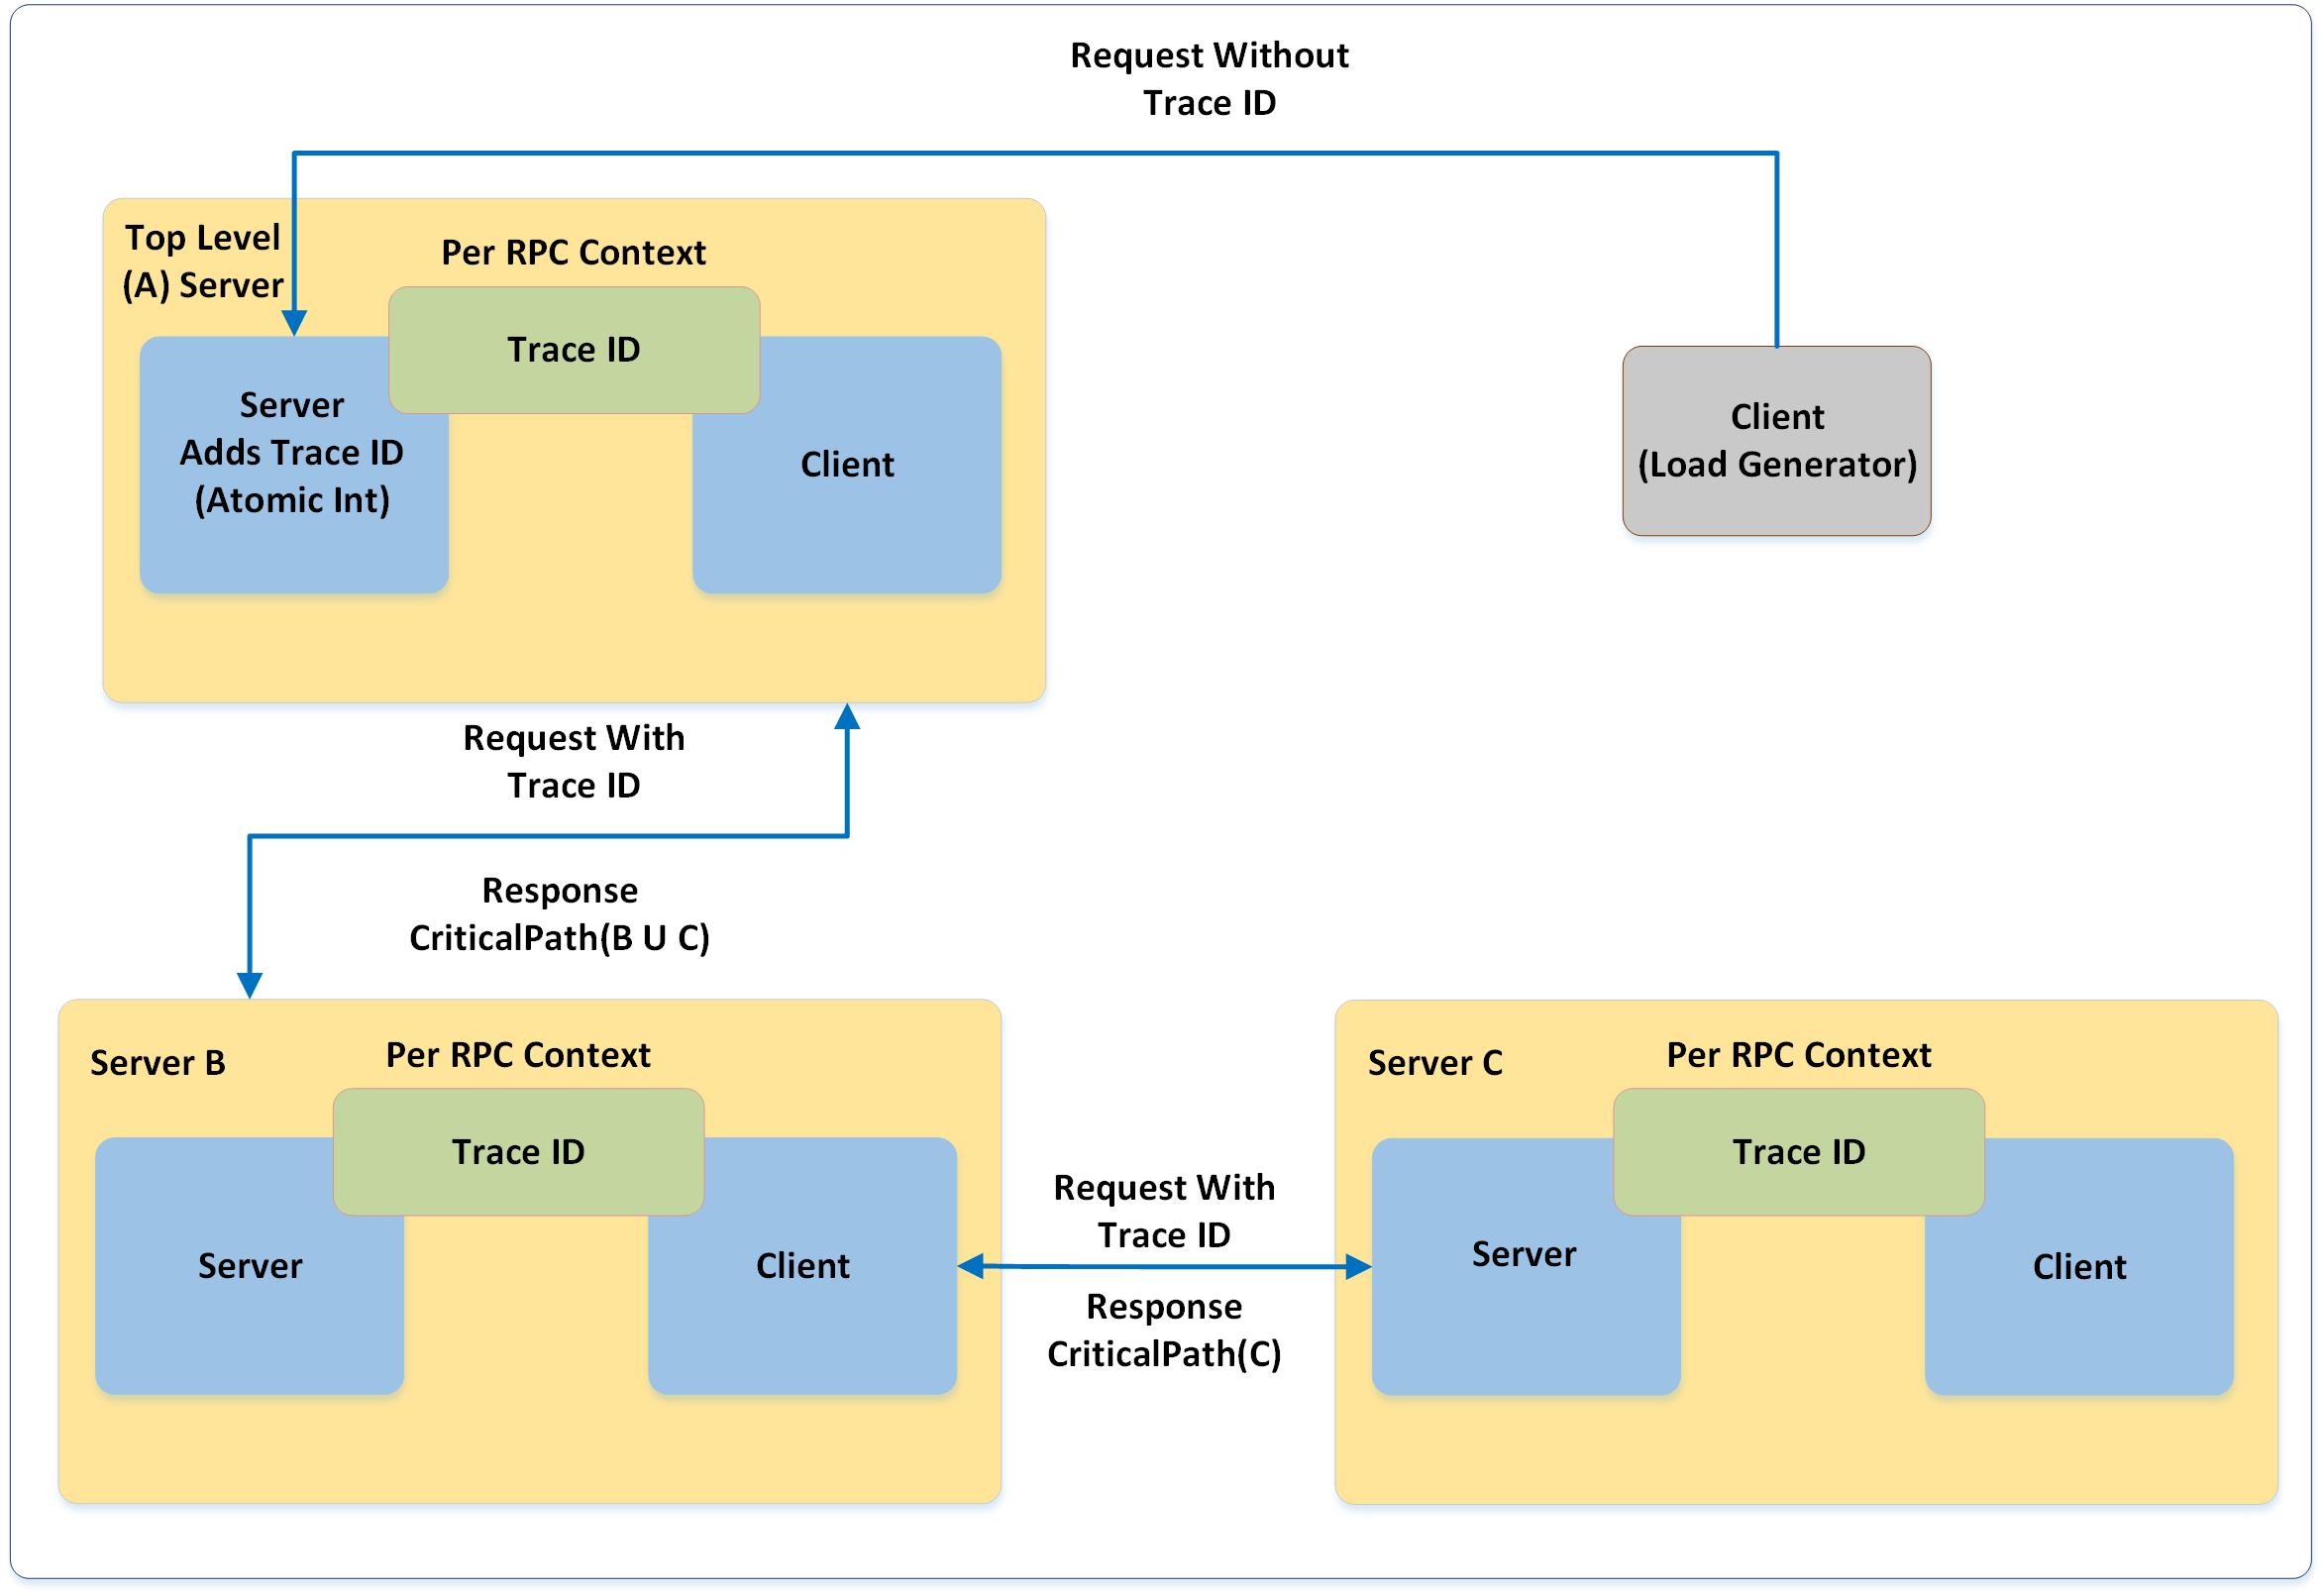 Request Without
Trace ID
Top Level
(A) Server
Per RPC Context
Trace ID
Server
Adds Trace ID
(Atomic Int)
Client
Client
(Load Generator)
Request With
Trace ID
Response
CriticalPath(B U C)
Server B
Per RPC Context
Trace ID
Server
Client
Request With
Trace ID
Response
CriticalPath(C)
Server C
Per RPC Context
Trace ID
Server
Client